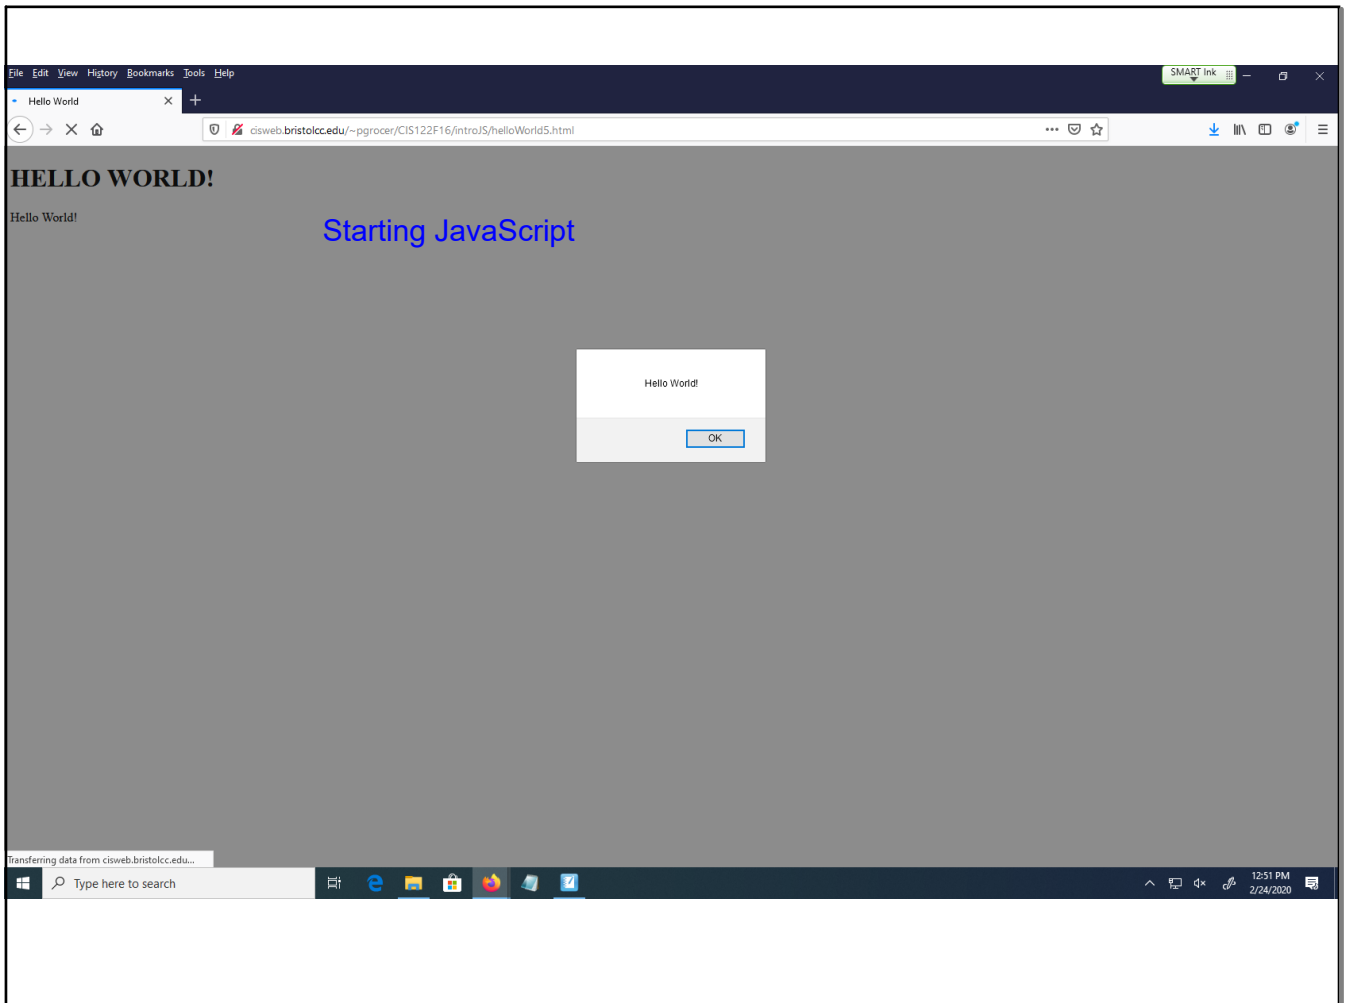 File Edit View History Bookmarks Tools Help
SMART Ink
Hello World
cisweb.bristolcc.edu/~pgrocer/CIS122F16/introJS/helloWorld5.html
HELLO WORLD!
Hello World!
Starting JavaScript
Hello World!
OK
Transferring data from cisweb.bristolcc.edu...
Type here to search
12:51 PM
2/24/2020